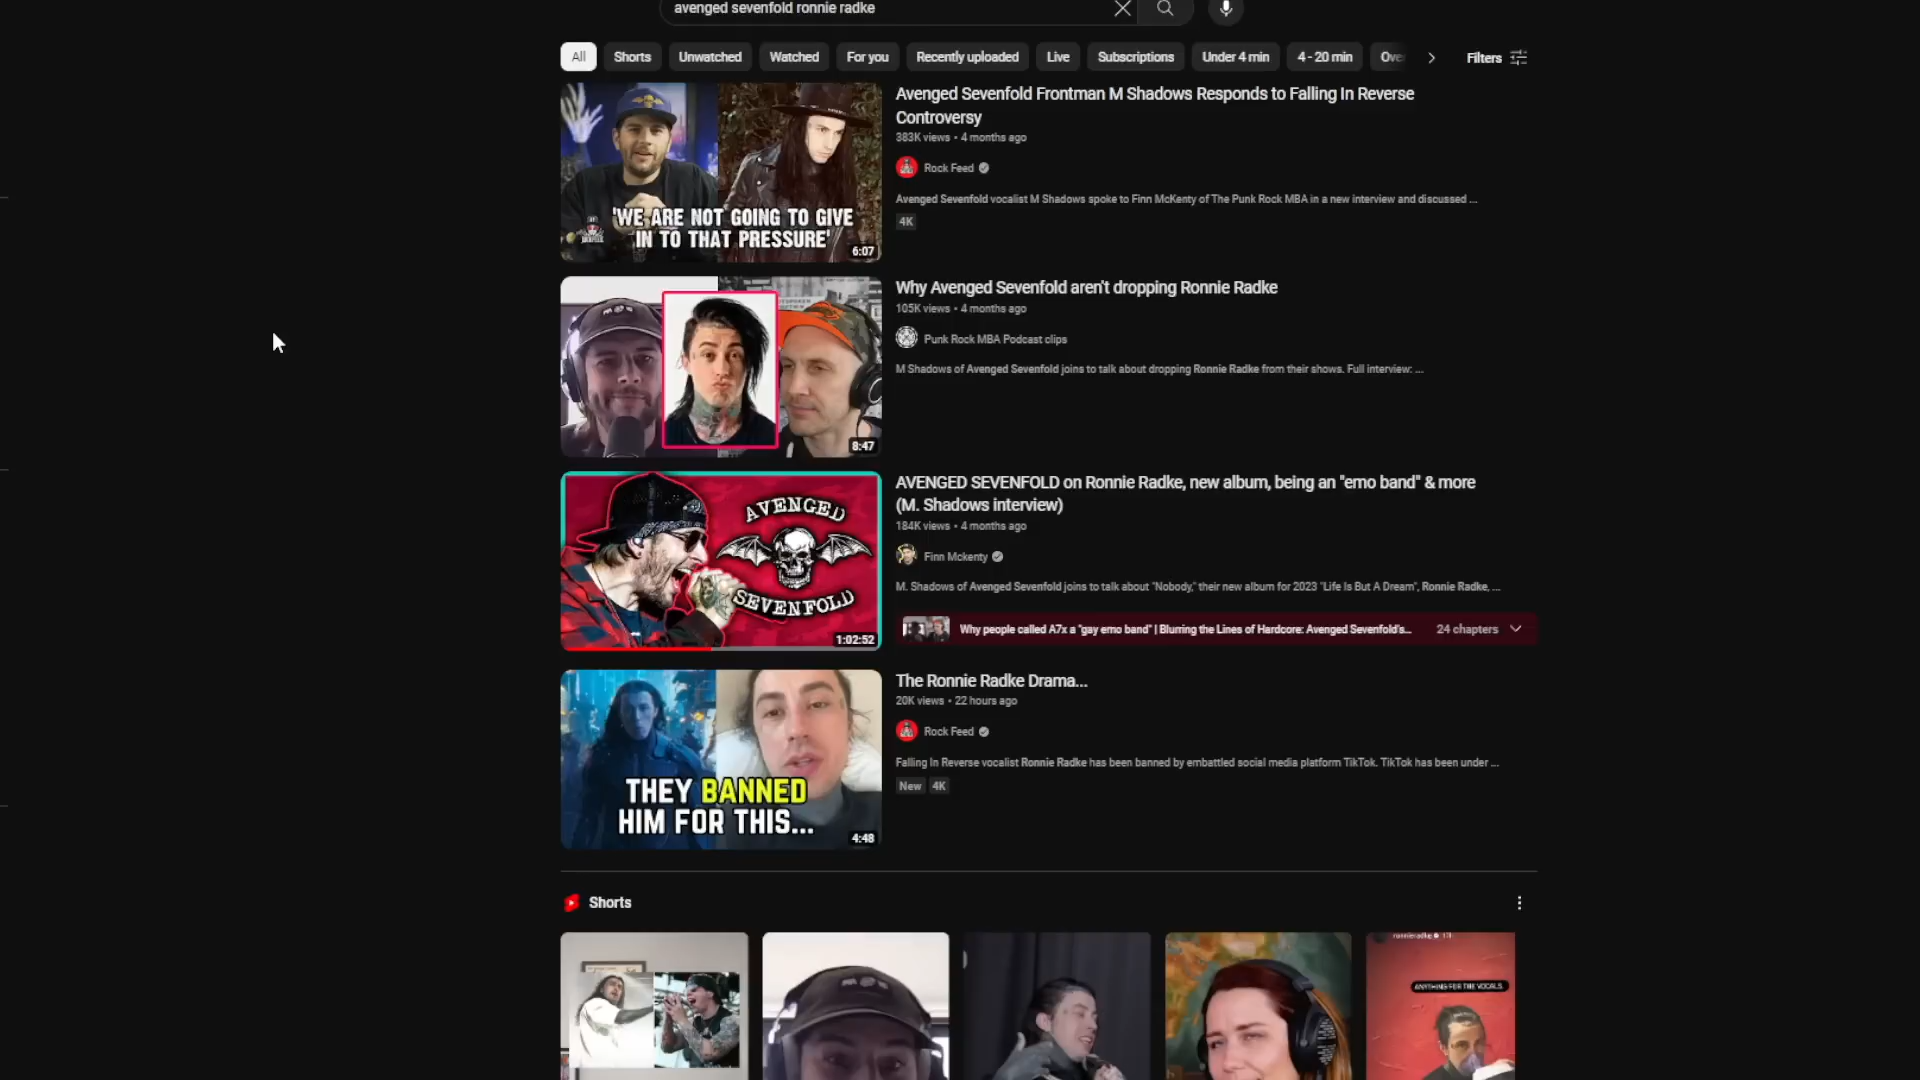 avenged sevenfold ronnie radke
All
Shorts
Unwatched
Watched
For you
Recently uploaded
Live
Subscriptions
Under 4 min
4 - 20 min
Filters
'WE ARE NOT GOING TO GIVE
IN TO THAT PRESSURE'
6:07
Avenged Sevenfold Frontman M Shadows Responds to Falling In Reverse
Controversy
383K views • 4 months ago
Rock Feed
Avenged Sevenfold vocalist M Shadows spoke to Finn McKenty of The Punk Rock MBA in a new interview and discussed ...
4K
8:47
Why Avenged Sevenfold aren't dropping Ronnie Radke
105K views • 4 months ago
Punk Rock MBA Podcast clips
M Shadows of Avenged Sevenfold joins to talk about dropping Ronnie Radke from their shows. Full interview: ...
AVENGED
SEVENFOLD
1:02:52
AVENGED SEVENFOLD on Ronnie Radke, new album, being an "emo band" & more
(M. Shadows interview)
184K views • 4 months ago
Finn Mckenty
M. Shadows of Avenged Sevenfold joins to talk about "Nobody," their new album for 2023 "Life Is But A Dream", Ronnie Radke, ...
Why people called A7x a "gay emo band" | Blurring the Lines of Hardcore: Avenged Sevenfold's...
24 chapters
THEY BANNED
HIM FOR THIS...
4:48
The Ronnie Radke Drama...
20K views • 22 hours ago
Rock Feed
Falling In Reverse vocalist Ronnie Radke has been banned by embattled social media platform TikTok. TikTok has been under ...
New
4K
Shorts
ronnieradke
ANYTHING FOR THE VOCALS